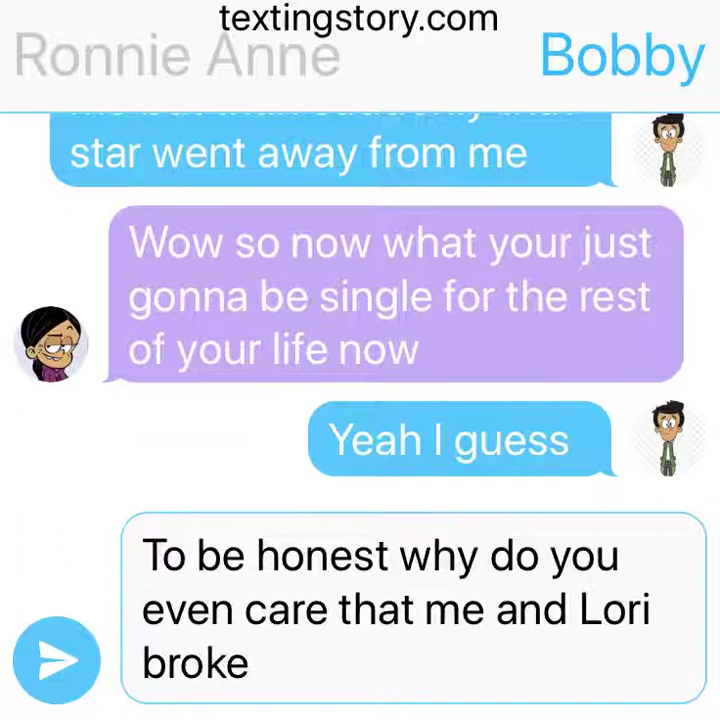 textingstory.com
Ronnie Anne
Bobby
star went away from me
Wow so now what your just
gonna be single for the rest
of your life now
Yeah I guess
To be honest why do you
even care that me and Lori
broke